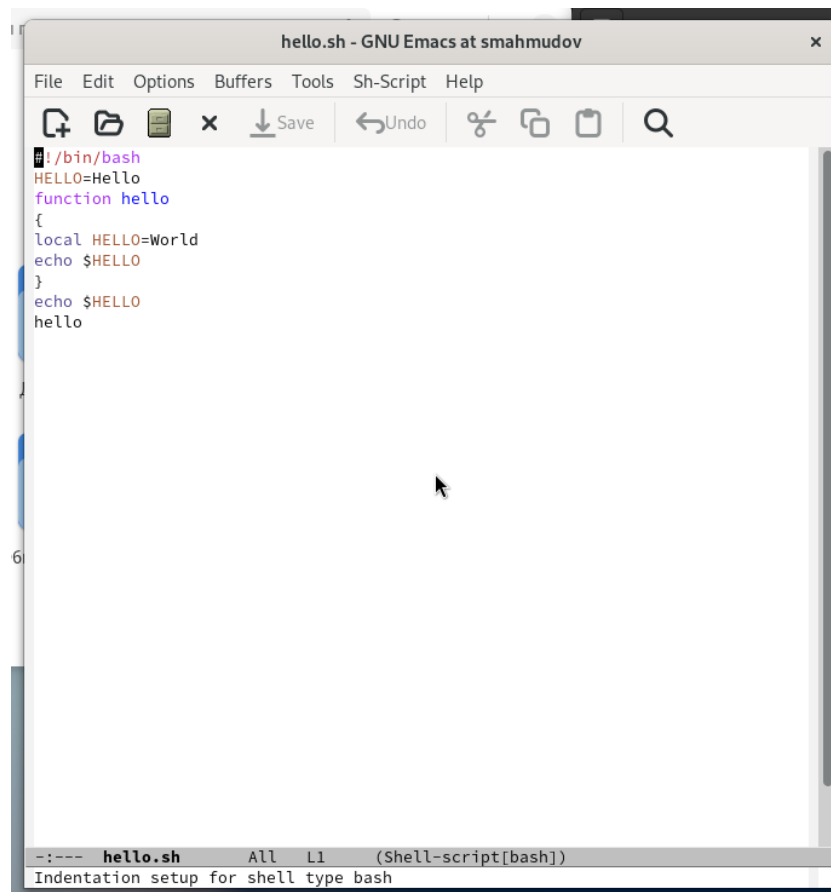 hello.sh - GNU Emacs at smahmudov
File Edit Options Buffers Tools Sh-Script Help
Save Undo
#!/bin/bash
HELLO=Hello
function hello
{
local HELLO=World
echo $HELLO
}
echo $HELLO
hello
-:--- hello.sh All L1 (Shell-script[bash])
Indentation setup for shell type bash